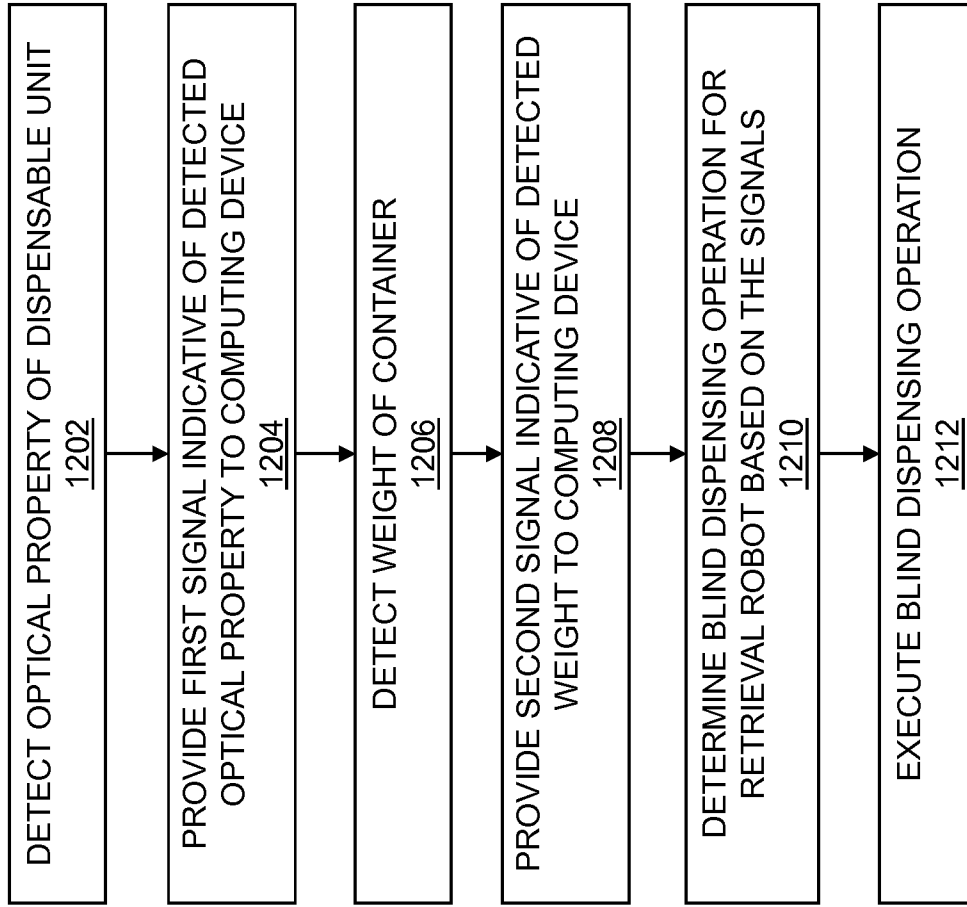 DETECT OPTICAL PROPERTY OF DISPENSABLE UNIT
1202
PROVIDE FIRST SIGNAL INDICATIVE OF DETECTED
OPTICAL PROPERTY TO COMPUTING DEVICE
1204
DETECT WEIGHT OF CONTAINER
1206
PROVIDE SECOND SIGNAL INDICATIVE OF DETECTED
WEIGHT TO COMPUTING DEVICE
1208
DETERMINE BLIND DISPENSING OPERATION FOR
RETRIEVAL ROBOT BASED ON THE SIGNALS
1210
EXECUTE BLIND DISPENSING OPERATION
1212